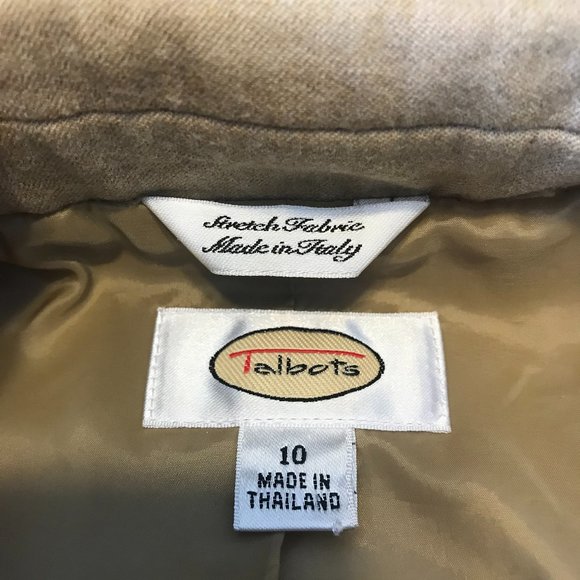 Stretch Fabric
Made in Italy
Talbots
10
MADE IN
THAILAND